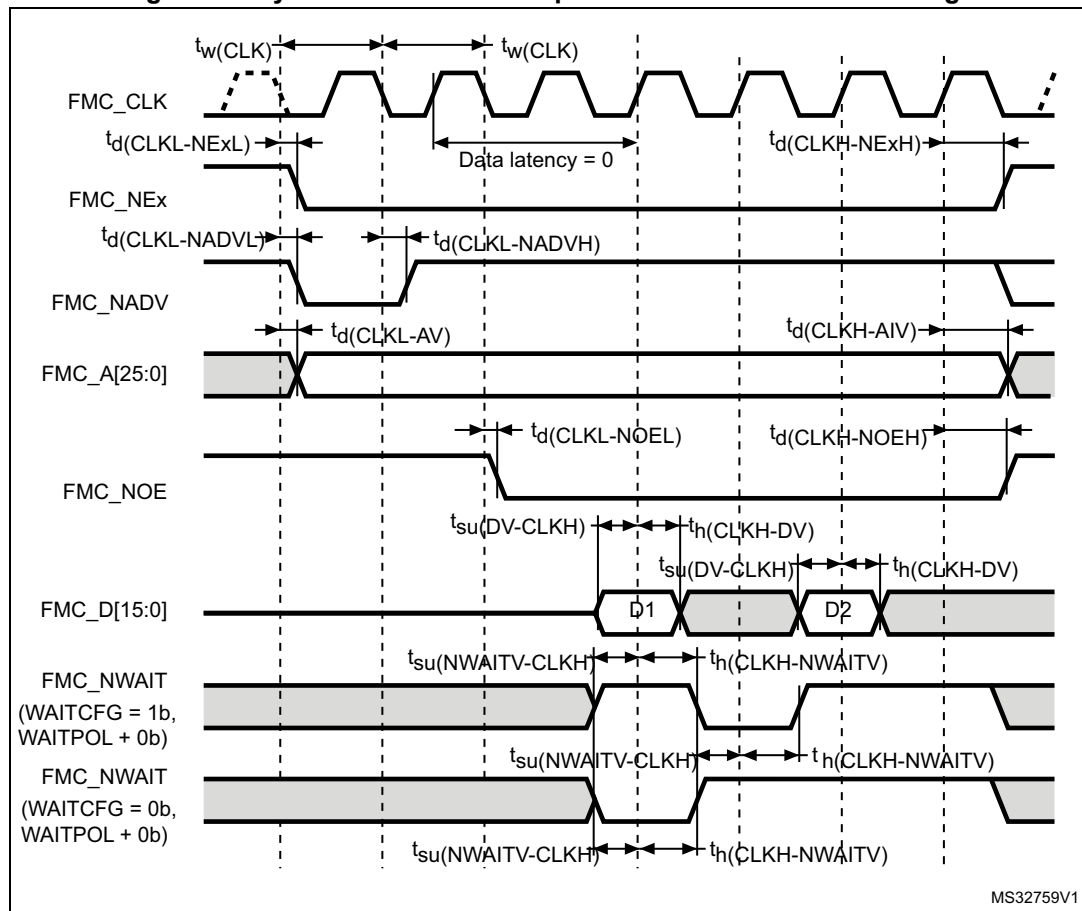 tw(CLK) tw(CLK)
FMC_CLK
td(CLKL-NExL) Data latency = 0 td(CLKH-NExH)
FMC_NEx
td(CLKL-NADVL) td(CLKL-NADVH)
FMC_NADV
td(CLKL-AV) td(CLKH-AIV)
FMC_A[25:0]
td(CLKL-NOEL) td(CLKH-NOEH)
FMC_NOE
tsu(DV-CLKH) th(CLKH-DV)
tsu(DV-CLKH) th(CLKH-DV)
FMC_D[15:0] D1 D2
tsu(NWAITV-CLKH) th(CLKH-NWAITV)
FMC_NWAIT
(WAITCFG = 1b,
WAITPOL + 0b)
tsu(NWAITV-CLKH) th(CLKH-NWAITV)
FMC_NWAIT
(WAITCFG = 0b,
WAITPOL + 0b)
tsu(NWAITV-CLKH) th(CLKH-NWAITV)
MS32759V1